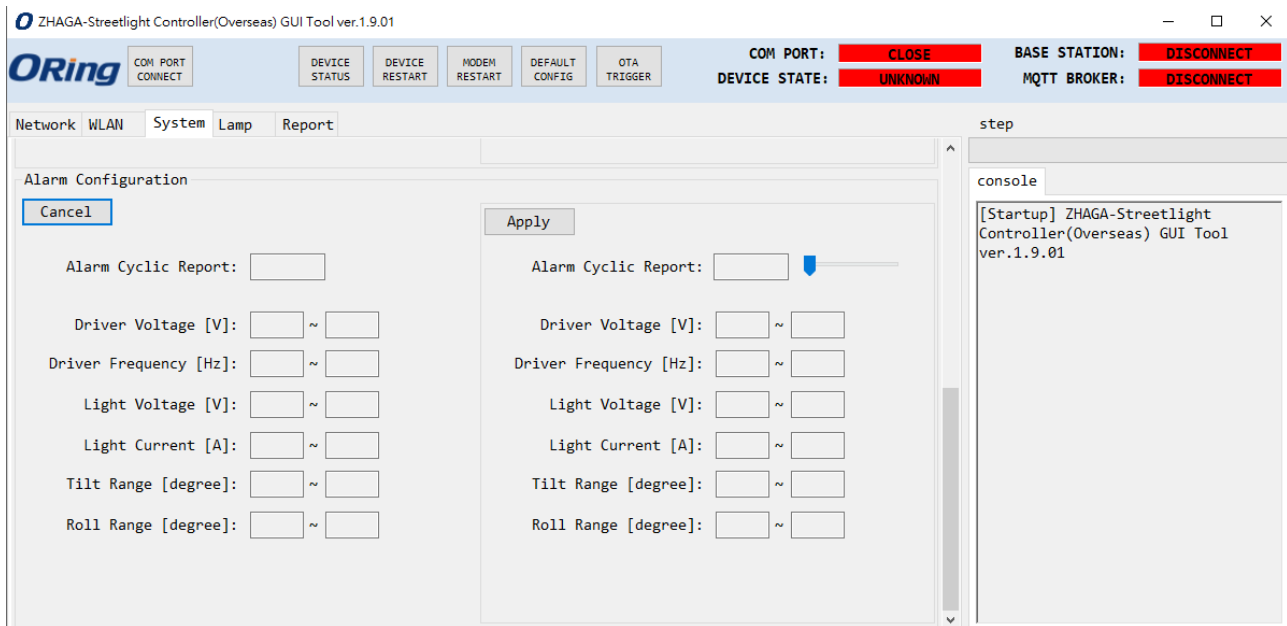 ZHAGA-Streetlight Controller(Overseas) GUI Tool ver.1.9.01
ORing
COM PORT
CONNECT
DEVICE
STATUS
DEVICE
RESTART
MODEM
RESTART
DEFAULT
CONFIG
OTA
TRIGGER
COM PORT: CLOSE
DEVICE STATE: UNKNOWN
BASE STATION: DISCONNECT
MQTT BROKER: DISCONNECT
Network WLAN System Lamp Report
Alarm Configuration
Cancel
Alarm Cyclic Report:
Driver Voltage [V]: ~
Driver Frequency [Hz]: ~
Light Voltage [V]: ~
Light Current [A]: ~
Tilt Range [degree]: ~
Roll Range [degree]: ~
Apply
Alarm Cyclic Report:
Driver Voltage [V]: ~
Driver Frequency [Hz]: ~
Light Voltage [V]: ~
Light Current [A]: ~
Tilt Range [degree]: ~
Roll Range [degree]: ~
step
console
[Startup] ZHAGA-Streetlight
Controller(Overseas) GUI Tool
ver.1.9.01